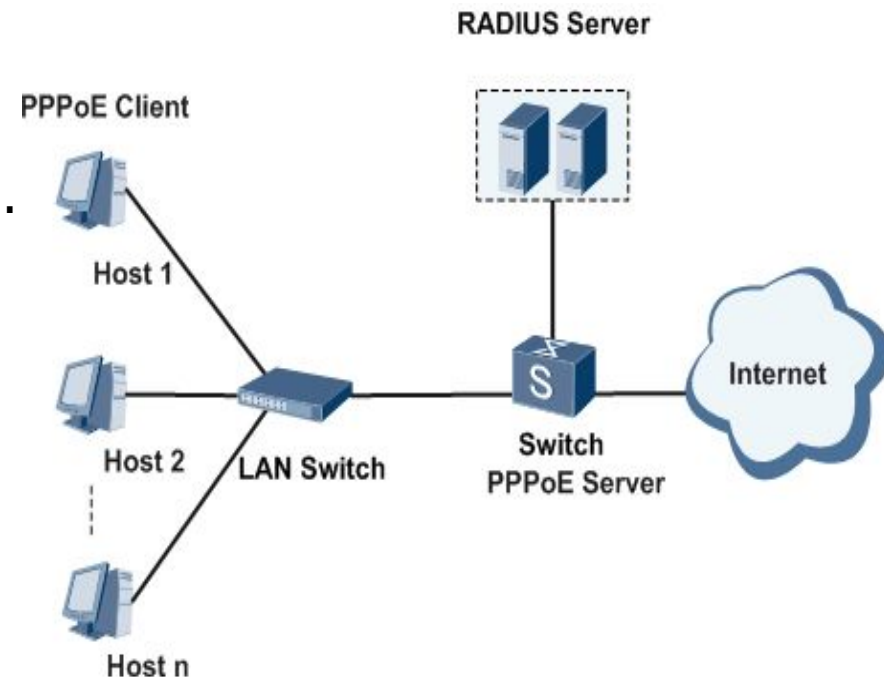 RADIUS Server
PPPoE Client
Host 1
Host 2
LAN Switch
S
Switch
PPPoE Server
Internet
Host n